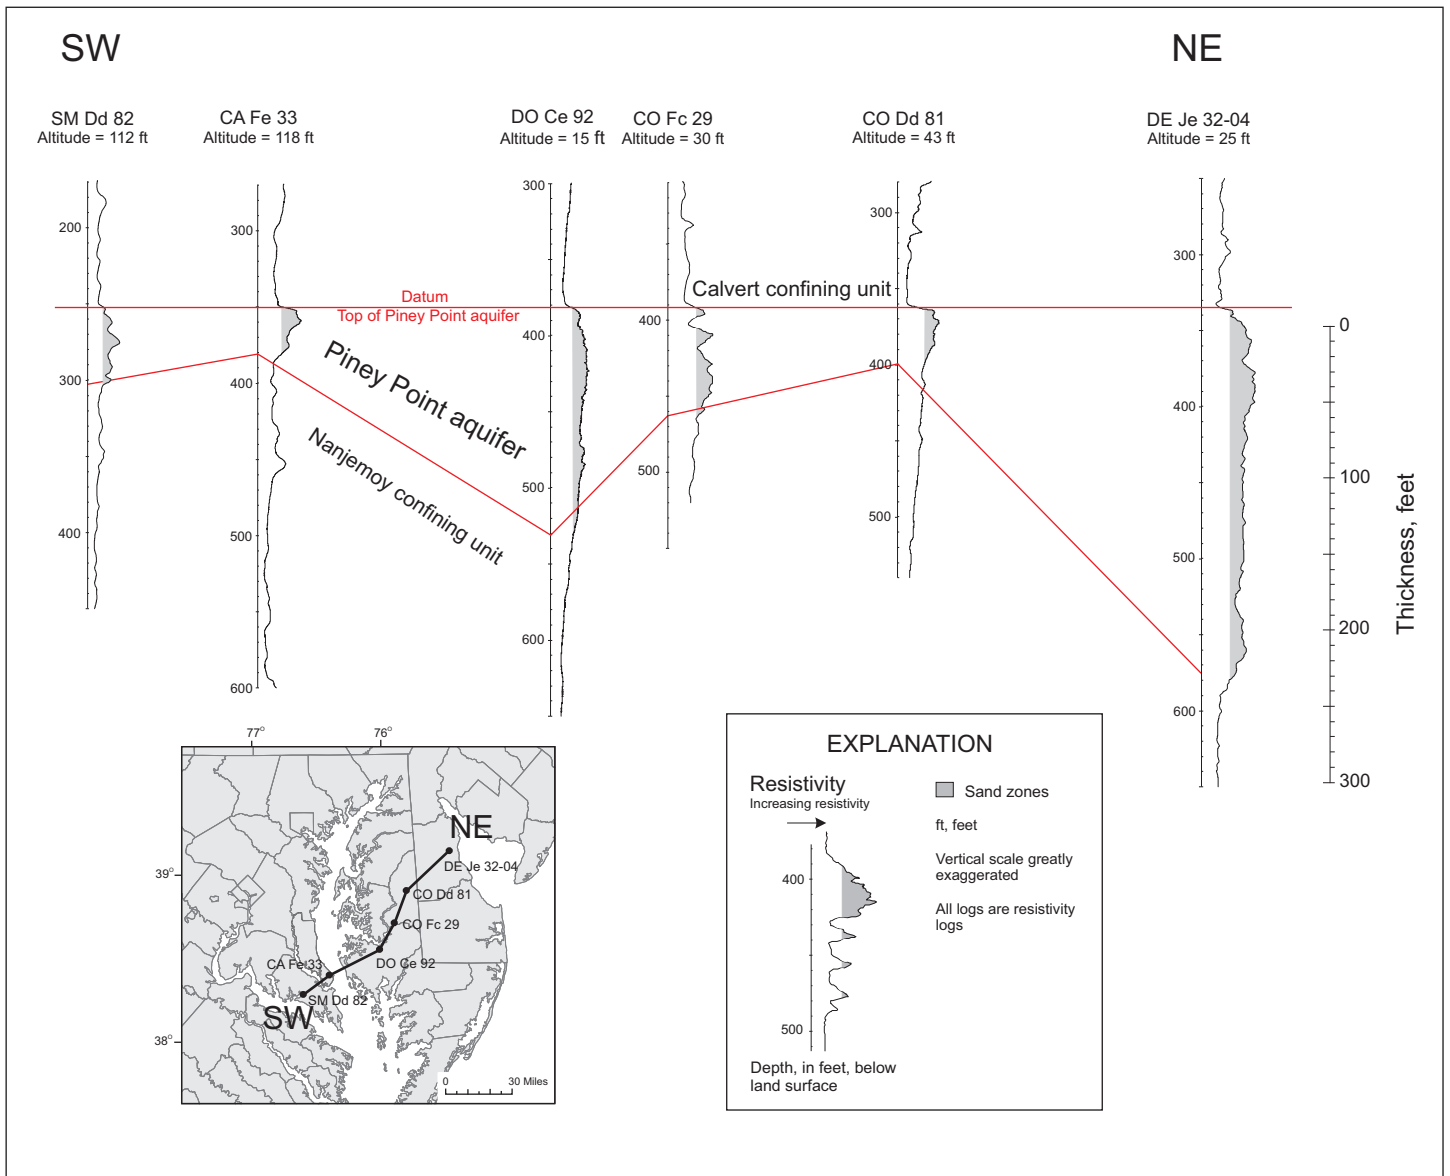 SW
NE
SM Dd 82
Altitude = 112 ft
CA Fe 33
Altitude = 118 ft
DO Ce 92
Altitude = 15 ft
CO Fc 29
Altitude = 30 ft
CO Dd 81
Altitude = 43 ft
DE Je 32-04
Altitude = 25 ft
200
300
400
300
400
500
600
300
400
500
600
400
500
300
400
500
300
400
500
600
Datum
Top of Piney Point aquifer
Calvert confining unit
Piney Point aquifer
Nanjemoy confining unit
0
100
200
300
Thickness, feet
77°
76°
39°
38°
NE
DE Je 32-04
CO Dd 81
CO Fc 29
DO Ce 92
CA Fe 33
SM Dd 82
SW
0
30 Miles
EXPLANATION
Resistivity
Increasing resistivity
400
500
Depth, in feet, below
land surface
Sand zones
ft, feet
Vertical scale greatly
exaggerated
All logs are resistivity
logs